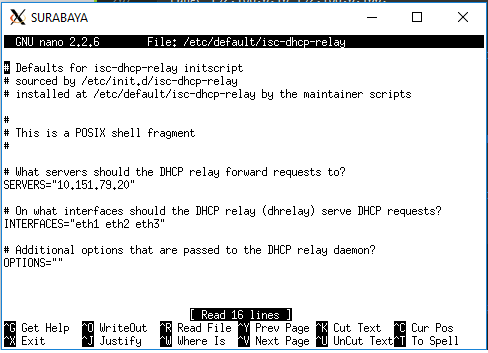 SURABAYA
GNU nano 2.2.6 File: /etc/default/isc-dhcp-relay
# Defaults for isc-dhcp-relay initscript
# sourced by /etc/init.d/isc-dhcp-relay
# installed at /etc/default/isc-dhcp-relay by the maintainer scripts
#
# This is a POSIX shell fragment
#
# What servers should the DHCP relay forward requests to?
SERVERS="10.151.79.20"
# On what interfaces should the DHCP relay (dhrelay) serve DHCP requests?
INTERFACES="eth1 eth2 eth3"
# Additional options that are passed to the DHCP relay daemon?
OPTIONS=""
[ Read 16 lines ]
^G Get Help ^O WriteOut ^R Read File ^Y Prev Page ^K Cut Text ^C Cur Pos
^X Exit ^J Justify ^W Where Is ^V Next Page ^U UnCut Text ^T To Spell